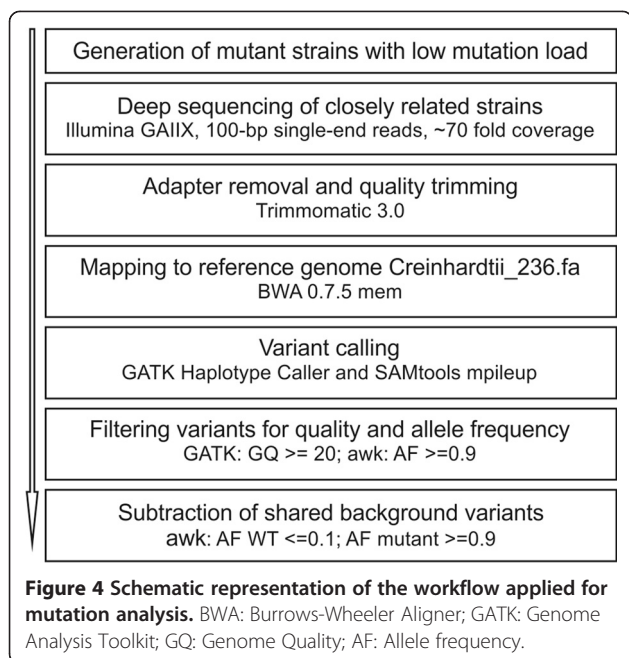 Generation of mutant strains with low mutation load
Deep sequencing of closely related strains
Illumina GAIIX, 100-bp single-end reads, ~70 fold coverage
Adapter removal and quality trimming
Trimmomatic 3.0
Mapping to reference genome Creinhardtii_236.fa
BWA 0.7.5 mem
Variant calling
GATK Haplotype Caller and SAMtools mpileup
Filtering variants for quality and allele frequency
GATK: GQ >= 20; awk: AF >=0.9
Subtraction of shared background variants
awk: AF WT <=0.1; AF mutant >=0.9
Figure 4 Schematic representation of the workflow applied for
mutation analysis. BWA: Burrows-Wheeler Aligner; GATK: Genome
Analysis Toolkit; GQ: Genome Quality; AF: Allele frequency.